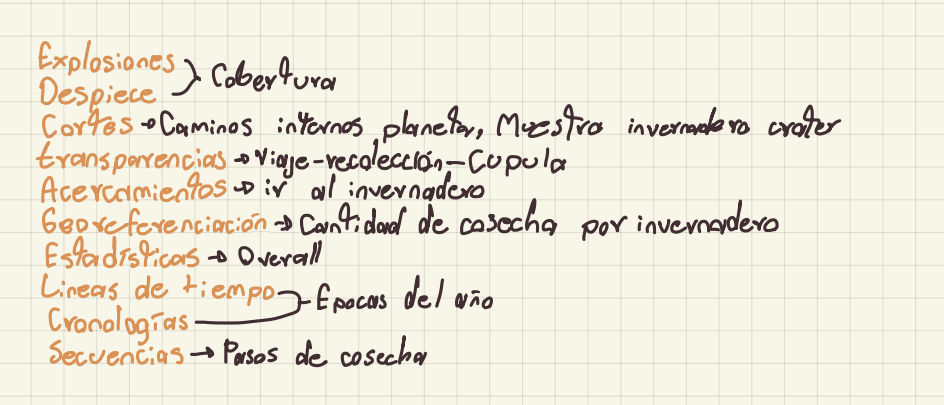 Explosiones
Despiece } Cobertura
Cortes → Caminos internos planeta, Muestra invernadero crater
transparencias → Viaje-recolección-Cupula
Acercamientos → ir al invernadero
Georeferenciación → Cantidad de cosecha por invernadero
Estadísticas → Overall
Lineas de tiempo
Cronologías — Epocas del año
Secuencias → Pasos de cosecha